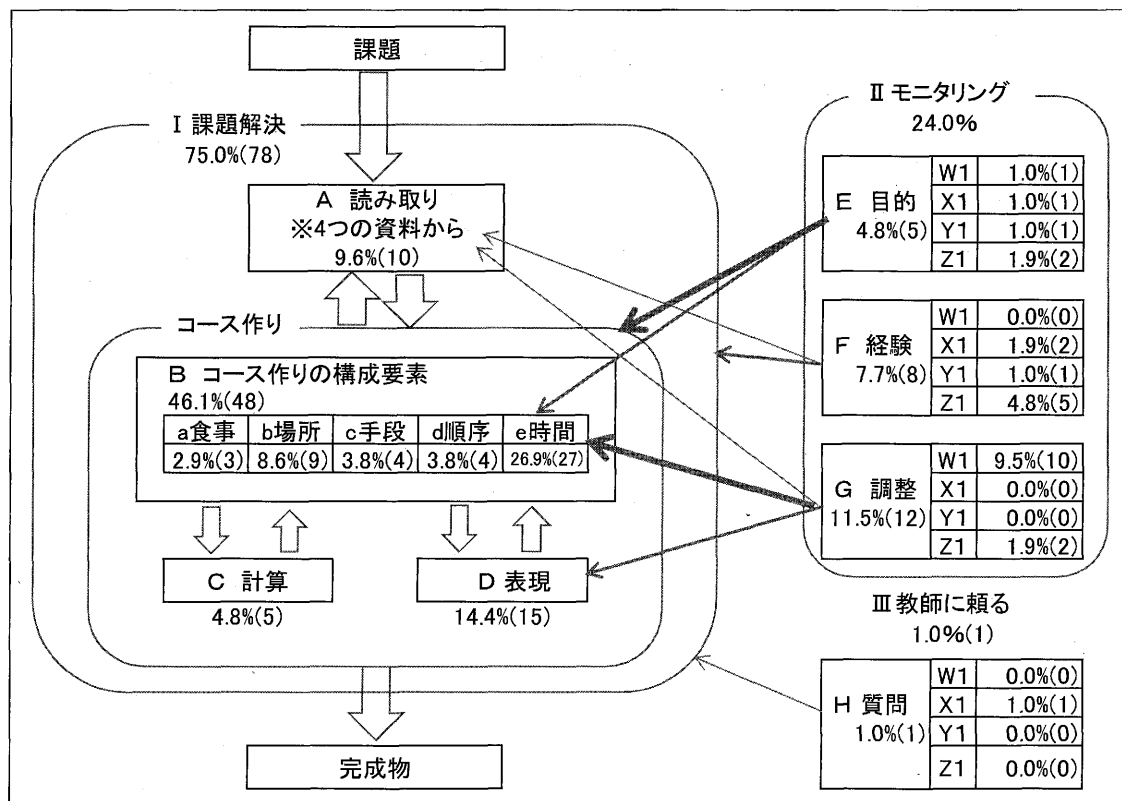 課題
Ⅰ 課題解決
75.0%(78)
A 読み取り
※4つの資料から
9.6%(10)
コース作り
B コース作りの構成要素
46.1%(48)
a食事 b場所 c手段 d順序 e時間
2.9%(3) 8.6%(9) 3.8%(4) 3.8%(4) 26.9%(27)
C 計算
4.8%(5)
D 表現
14.4%(15)
完成物
Ⅱ モニタリング
24.0%
E 目的
4.8%(5)
W1 1.0%(1)
X1 1.0%(1)
Y1 1.0%(1)
Z1 1.9%(2)
F 経験
7.7%(8)
W1 0.0%(0)
X1 1.9%(2)
Y1 1.0%(1)
Z1 4.8%(5)
G 調整
11.5%(12)
W1 9.5%(10)
X1 0.0%(0)
Y1 0.0%(0)
Z1 1.9%(2)
Ⅲ 教師に頼る
1.0%(1)
H 質問
1.0%(1)
W1 0.0%(0)
X1 1.0%(1)
Y1 0.0%(0)
Z1 0.0%(0)